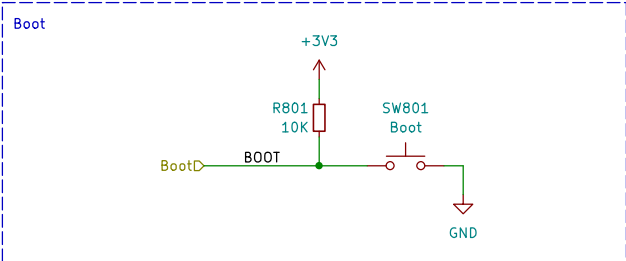 Boot
+3V3
R801
10K
SW801
Boot
Boot
BOOT
GND